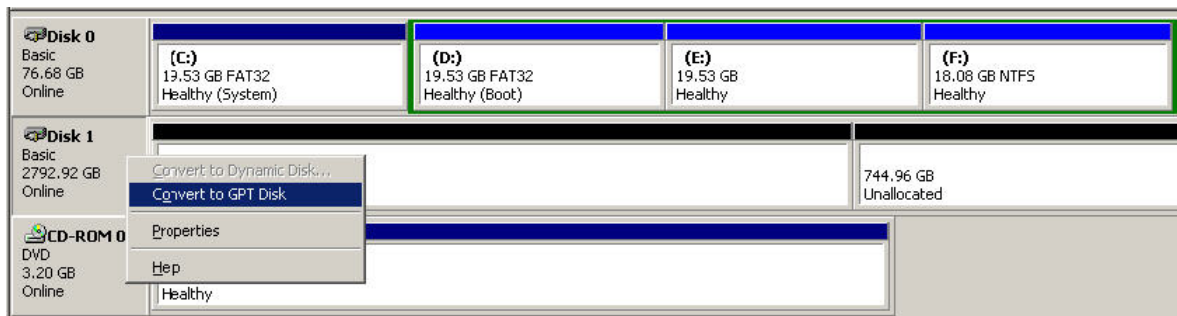 Disk 0
Basic
76.68 GB
Online
(C:)
19.53 GB FAT32
Healthy (System)
(D:)
19.53 GB FAT32
Healthy (Boot)
(E:)
19.53 GB
Healthy
(F:)
18.08 GB NTFS
Healthy
Disk 1
Basic
2792.92 GB
Online
744.96 GB
Unallocated
Convert to Dynamic Disk...
Convert to GPT Disk
Properties
Help
CD-ROM 0
DVD
3.20 GB
Online
Healthy